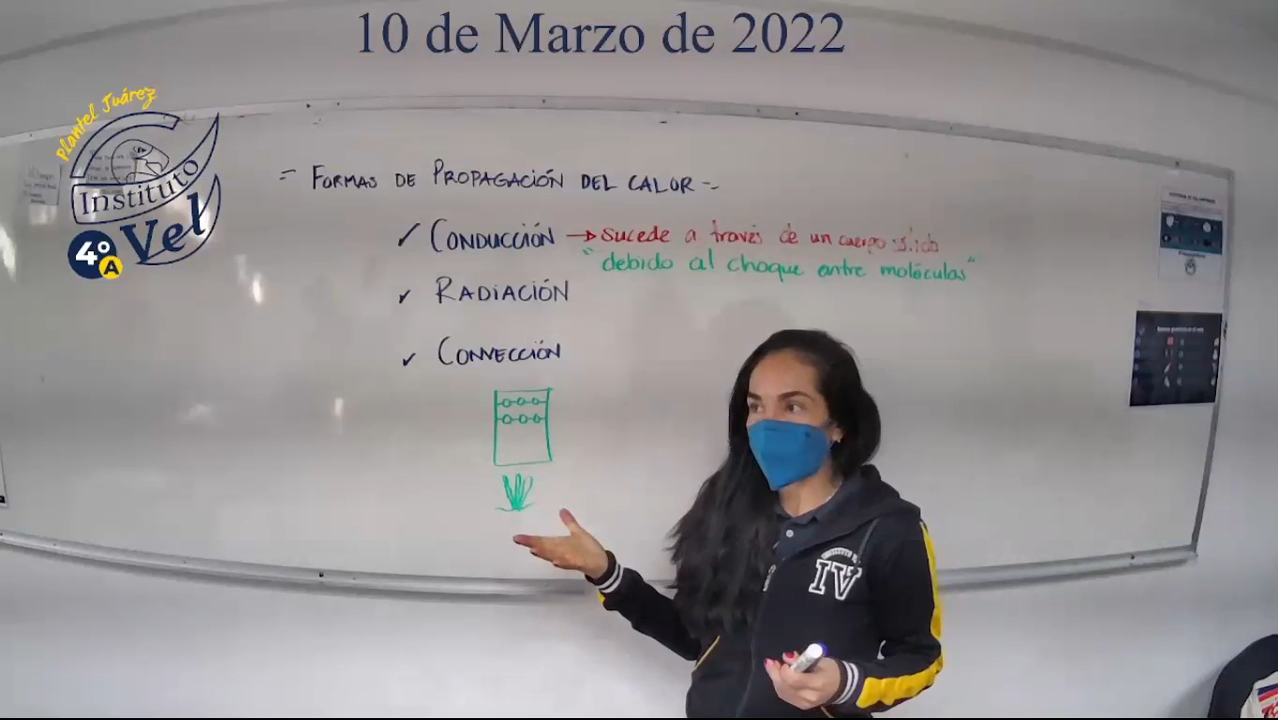 10 de Marzo de 2022
Plantel Juárez
Instituto
Vel
4°
A
= FORMAS DE PROPAGACIÓN DEL CALOR =
✓ CONDUCCIÓN → sucede a través de un cuerpo
"debido al choque entre moléculas"
✓ RADIACIÓN
✓ CONVECCIÓN
IV